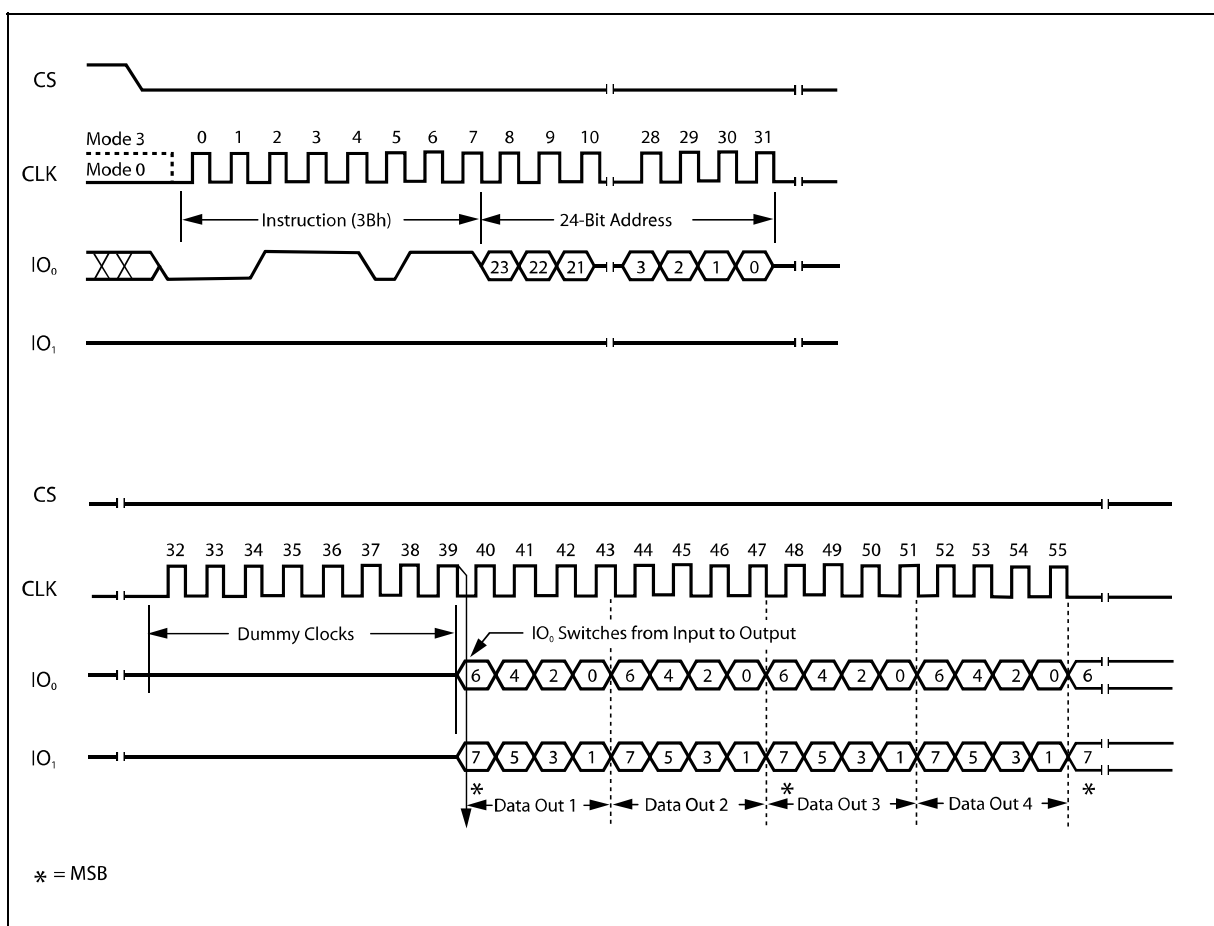 CS
Mode 3 0 1 2 3 4 5 6 7 8 9 10 28 29 30 31
CLK Mode 0
Instruction (3Bh) 24-Bit Address
IO₀ 23 22 21 3 2 1 0
IO₁
CS
32 33 34 35 36 37 38 39 40 41 42 43 44 45 46 47 48 49 50 51 52 53 54 55
CLK
Dummy Clocks IO₀ Switches from Input to Output
IO₀ 6 4 2 0 6 4 2 0 6 4 2 0 6 4 2 0 6
IO₁ 7 5 3 1 7 5 3 1 7 5 3 1 7 5 3 1 7
* * *
Data Out 1 Data Out 2 Data Out 3 Data Out 4
* = MSB